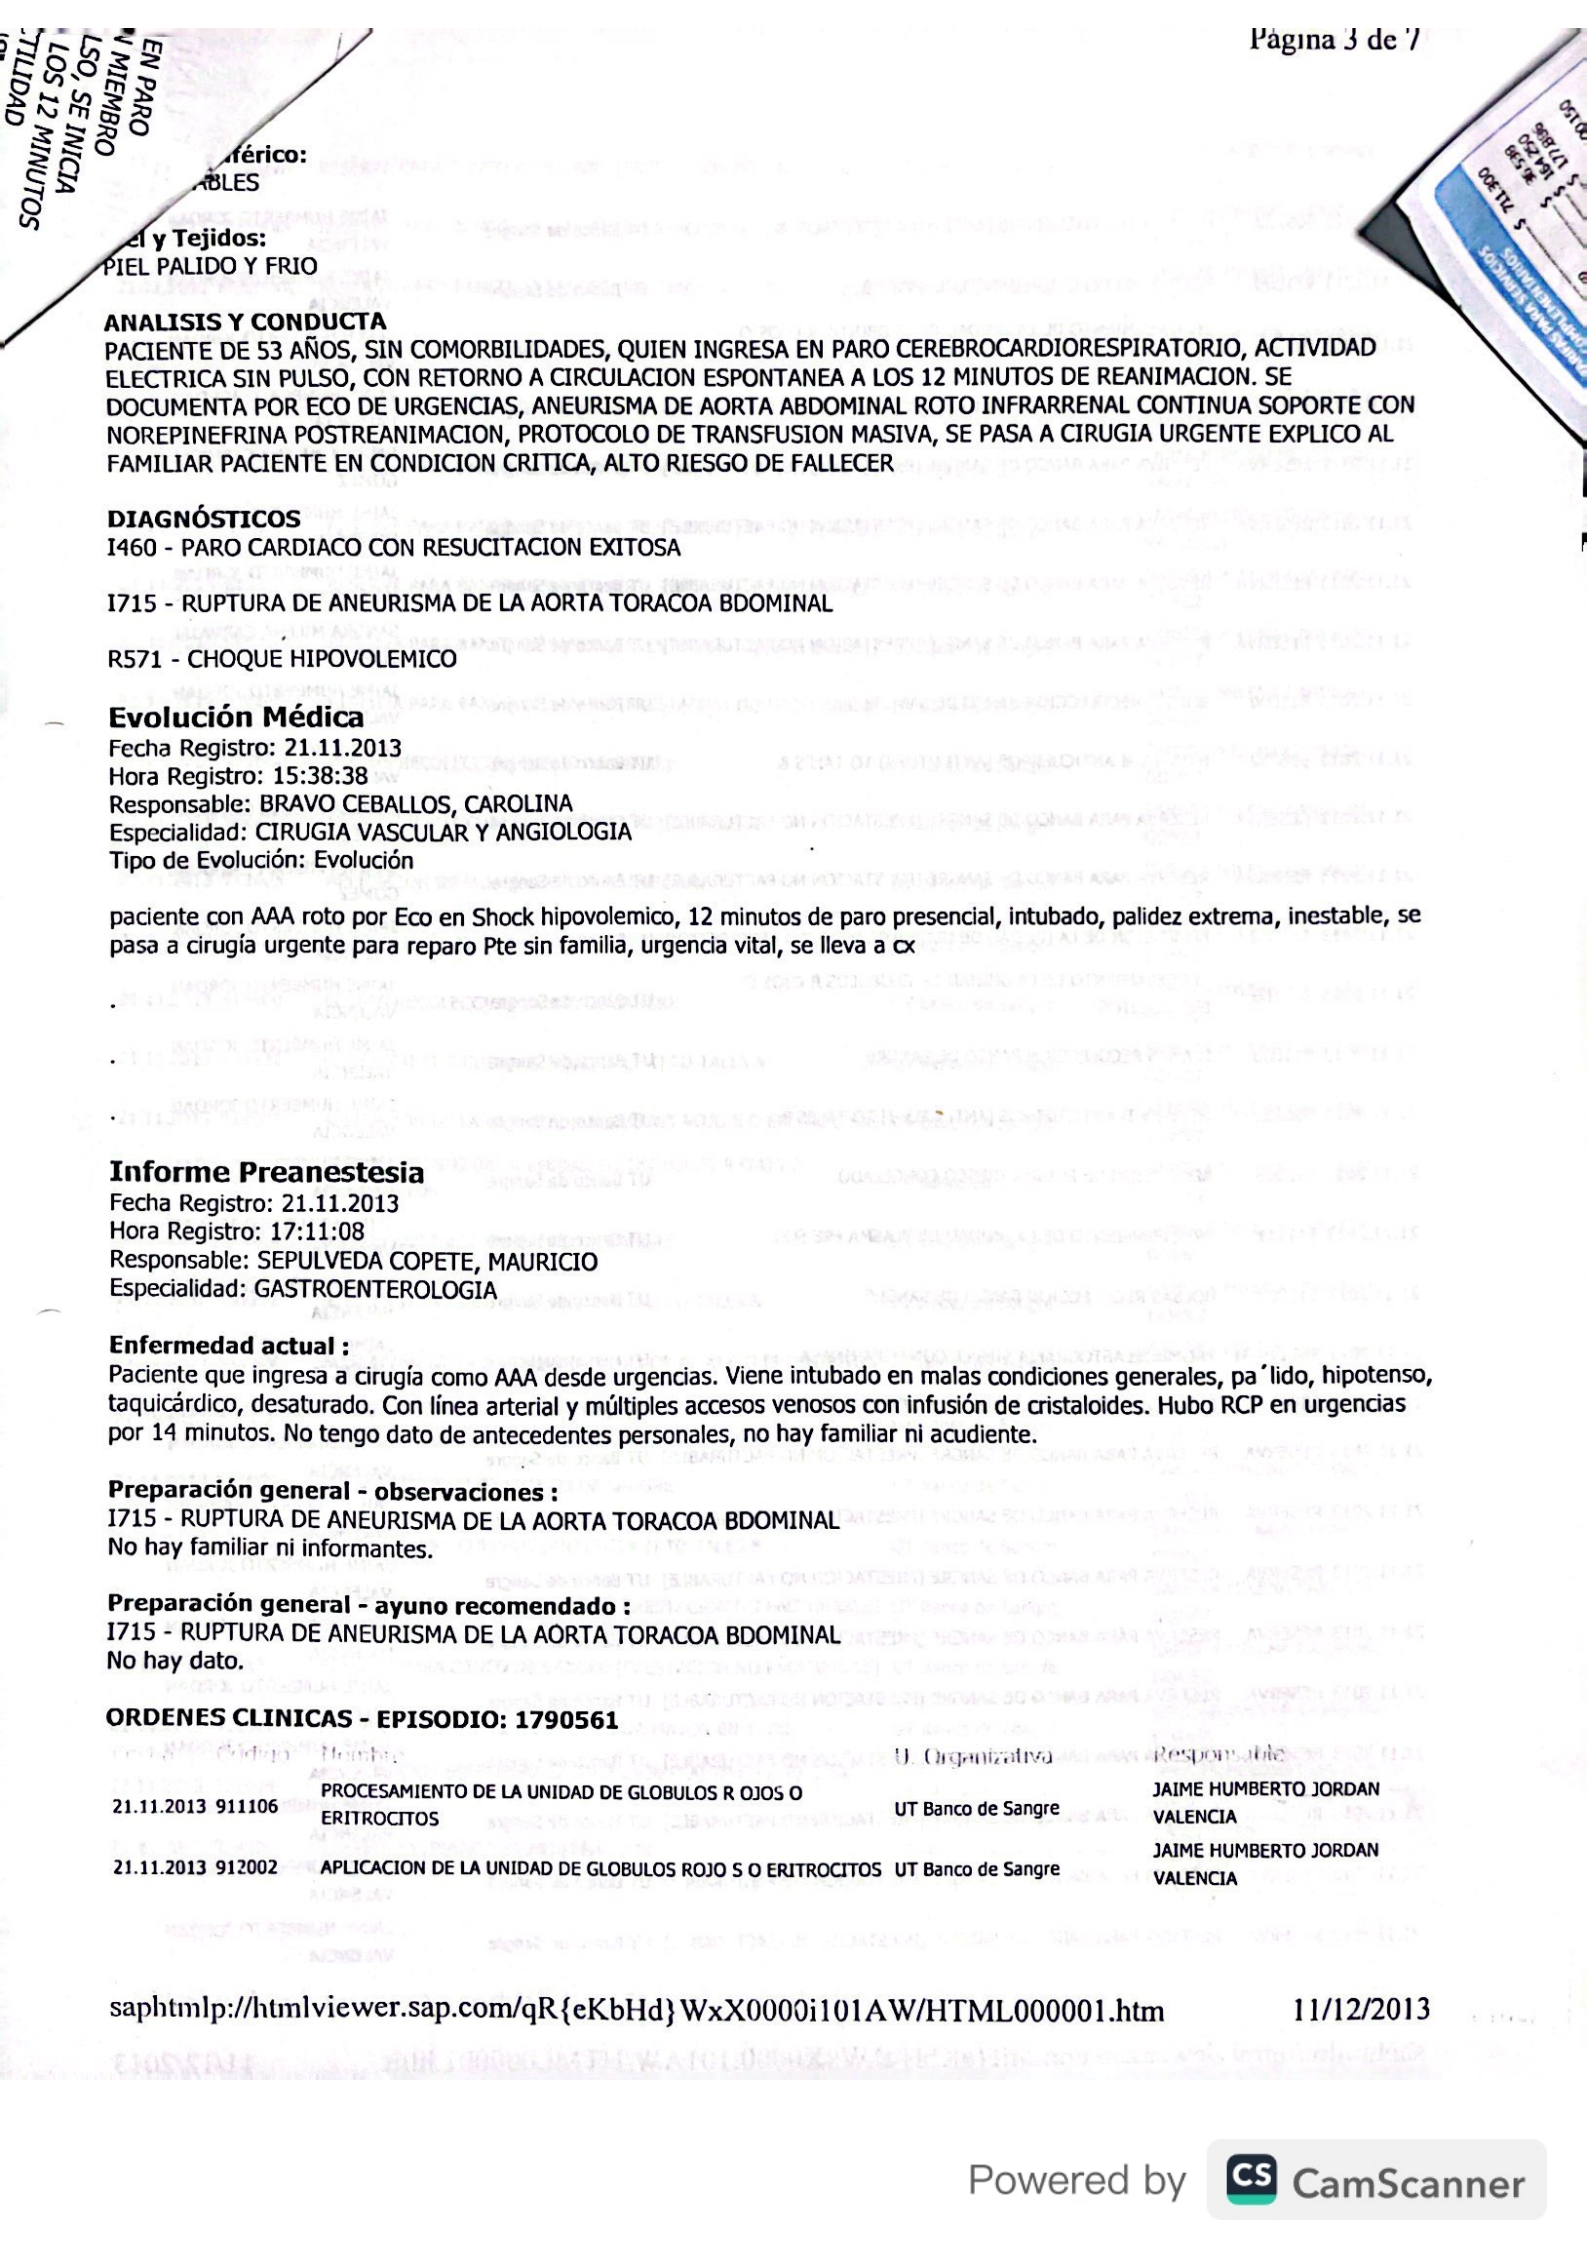 Página 3 de 7
EN PARO
N MIEMBRO
LSO, SE INICIA
LOS 12 MINUTOS
CTILIDAD
férico:
ABLES
el y Tejidos:
PIEL PALIDO Y FRIO
ANALISIS Y CONDUCTA
PACIENTE DE 53 AÑOS, SIN COMORBILIDADES, QUIEN INGRESA EN PARO CEREBROCARDIORESPIRATORIO, ACTIVIDAD
ELECTRICA SIN PULSO, CON RETORNO A CIRCULACION ESPONTANEA A LOS 12 MINUTOS DE REANIMACION. SE
DOCUMENTA POR ECO DE URGENCIAS, ANEURISMA DE AORTA ABDOMINAL ROTO INFRARRENAL CONTINUA SOPORTE CON
NOREPINEFRINA POSTREANIMACION, PROTOCOLO DE TRANSFUSION MASIVA, SE PASA A CIRUGIA URGENTE EXPLICO AL
FAMILIAR PACIENTE EN CONDICION CRITICA, ALTO RIESGO DE FALLECER
DIAGNÓSTICOS
I460 - PARO CARDIACO CON RESUCITACION EXITOSA
I715 - RUPTURA DE ANEURISMA DE LA AORTA TORACOA BDOMINAL
R571 - CHOQUE HIPOVOLEMICO
Evolución Médica
Fecha Registro: 21.11.2013
Hora Registro: 15:38:38
Responsable: BRAVO CEBALLOS, CAROLINA
Especialidad: CIRUGIA VASCULAR Y ANGIOLOGIA
Tipo de Evolución: Evolución
paciente con AAA roto por Eco en Shock hipovolemico, 12 minutos de paro presencial, intubado, palidez extrema, inestable, se
pasa a cirugía urgente para reparo Pte sin familia, urgencia vital, se lleva a cx
.
.
.
Informe Preanestesia
Fecha Registro: 21.11.2013
Hora Registro: 17:11:08
Responsable: SEPULVEDA COPETE, MAURICIO
Especialidad: GASTROENTEROLOGIA
Enfermedad actual :
Paciente que ingresa a cirugía como AAA desde urgencias. Viene intubado en malas condiciones generales, pa´lido, hipotenso,
taquicárdico, desaturado. Con línea arterial y múltiples accesos venosos con infusión de cristaloides. Hubo RCP en urgencias
por 14 minutos. No tengo dato de antecedentes personales, no hay familiar ni acudiente.
Preparación general - observaciones :
I715 - RUPTURA DE ANEURISMA DE LA AORTA TORACOA BDOMINAL
No hay familiar ni informantes.
Preparación general - ayuno recomendado :
I715 - RUPTURA DE ANEURISMA DE LA AORTA TORACOA BDOMINAL
No hay dato.
ORDENES CLINICAS - EPISODIO: 1790561
Código Nombre U. Organizativa Responsable
21.11.2013 911106 PROCESAMIENTO DE LA UNIDAD DE GLOBULOS R OJOS O ERITROCITOS UT Banco de Sangre JAIME HUMBERTO JORDAN VALENCIA
21.11.2013 912002 APLICACION DE LA UNIDAD DE GLOBULOS ROJO S O ERITROCITOS UT Banco de Sangre JAIME HUMBERTO JORDAN VALENCIA
saphtmlp://htmlviewer.sap.com/qR{eKbHd}WxX0000i101AW/HTML000001.htm 11/12/2013
Powered by CS CamScanner